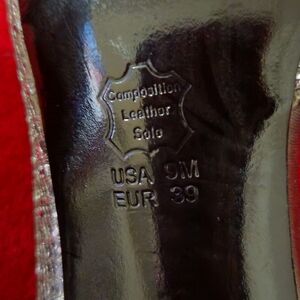 Composition
Leather
Sole
USA 9M
EUR 39